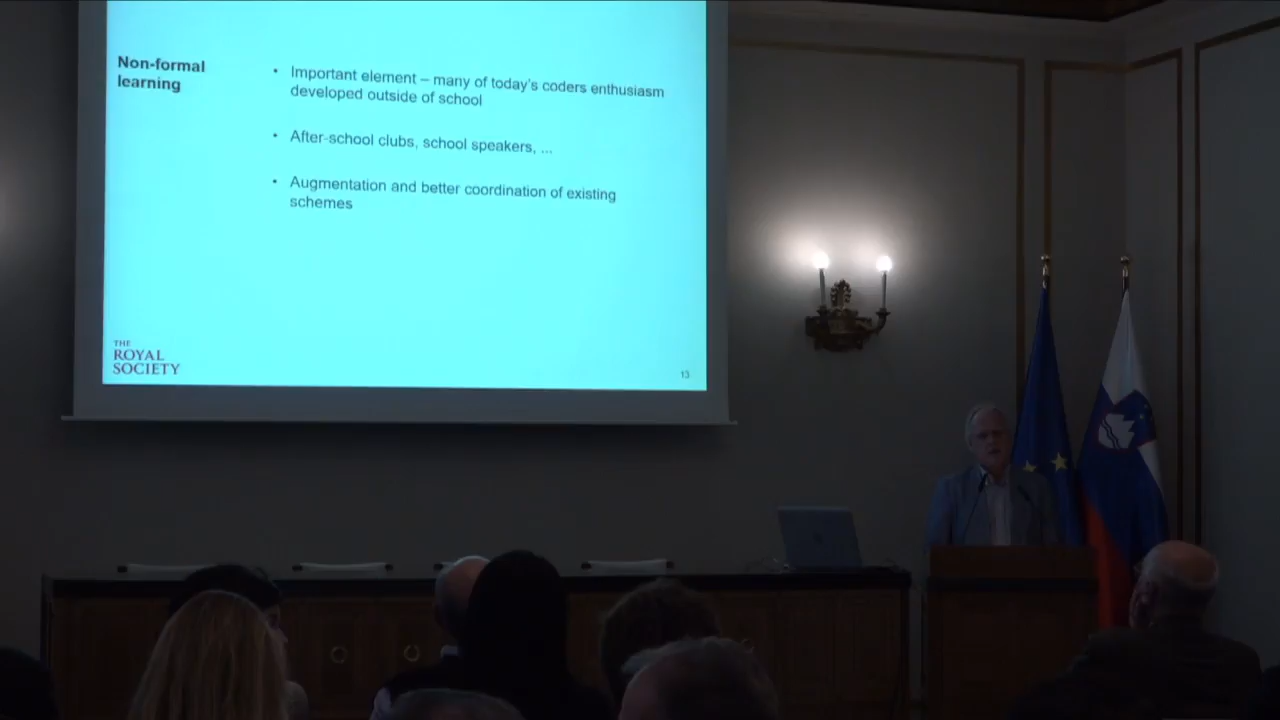 Non-formal
learning
• Important element – many of today's coders enthusiasm
developed outside of school
• After-school clubs, school speakers, ...
• Augmentation and better coordination of existing
schemes
THE
ROYAL
SOCIETY
13